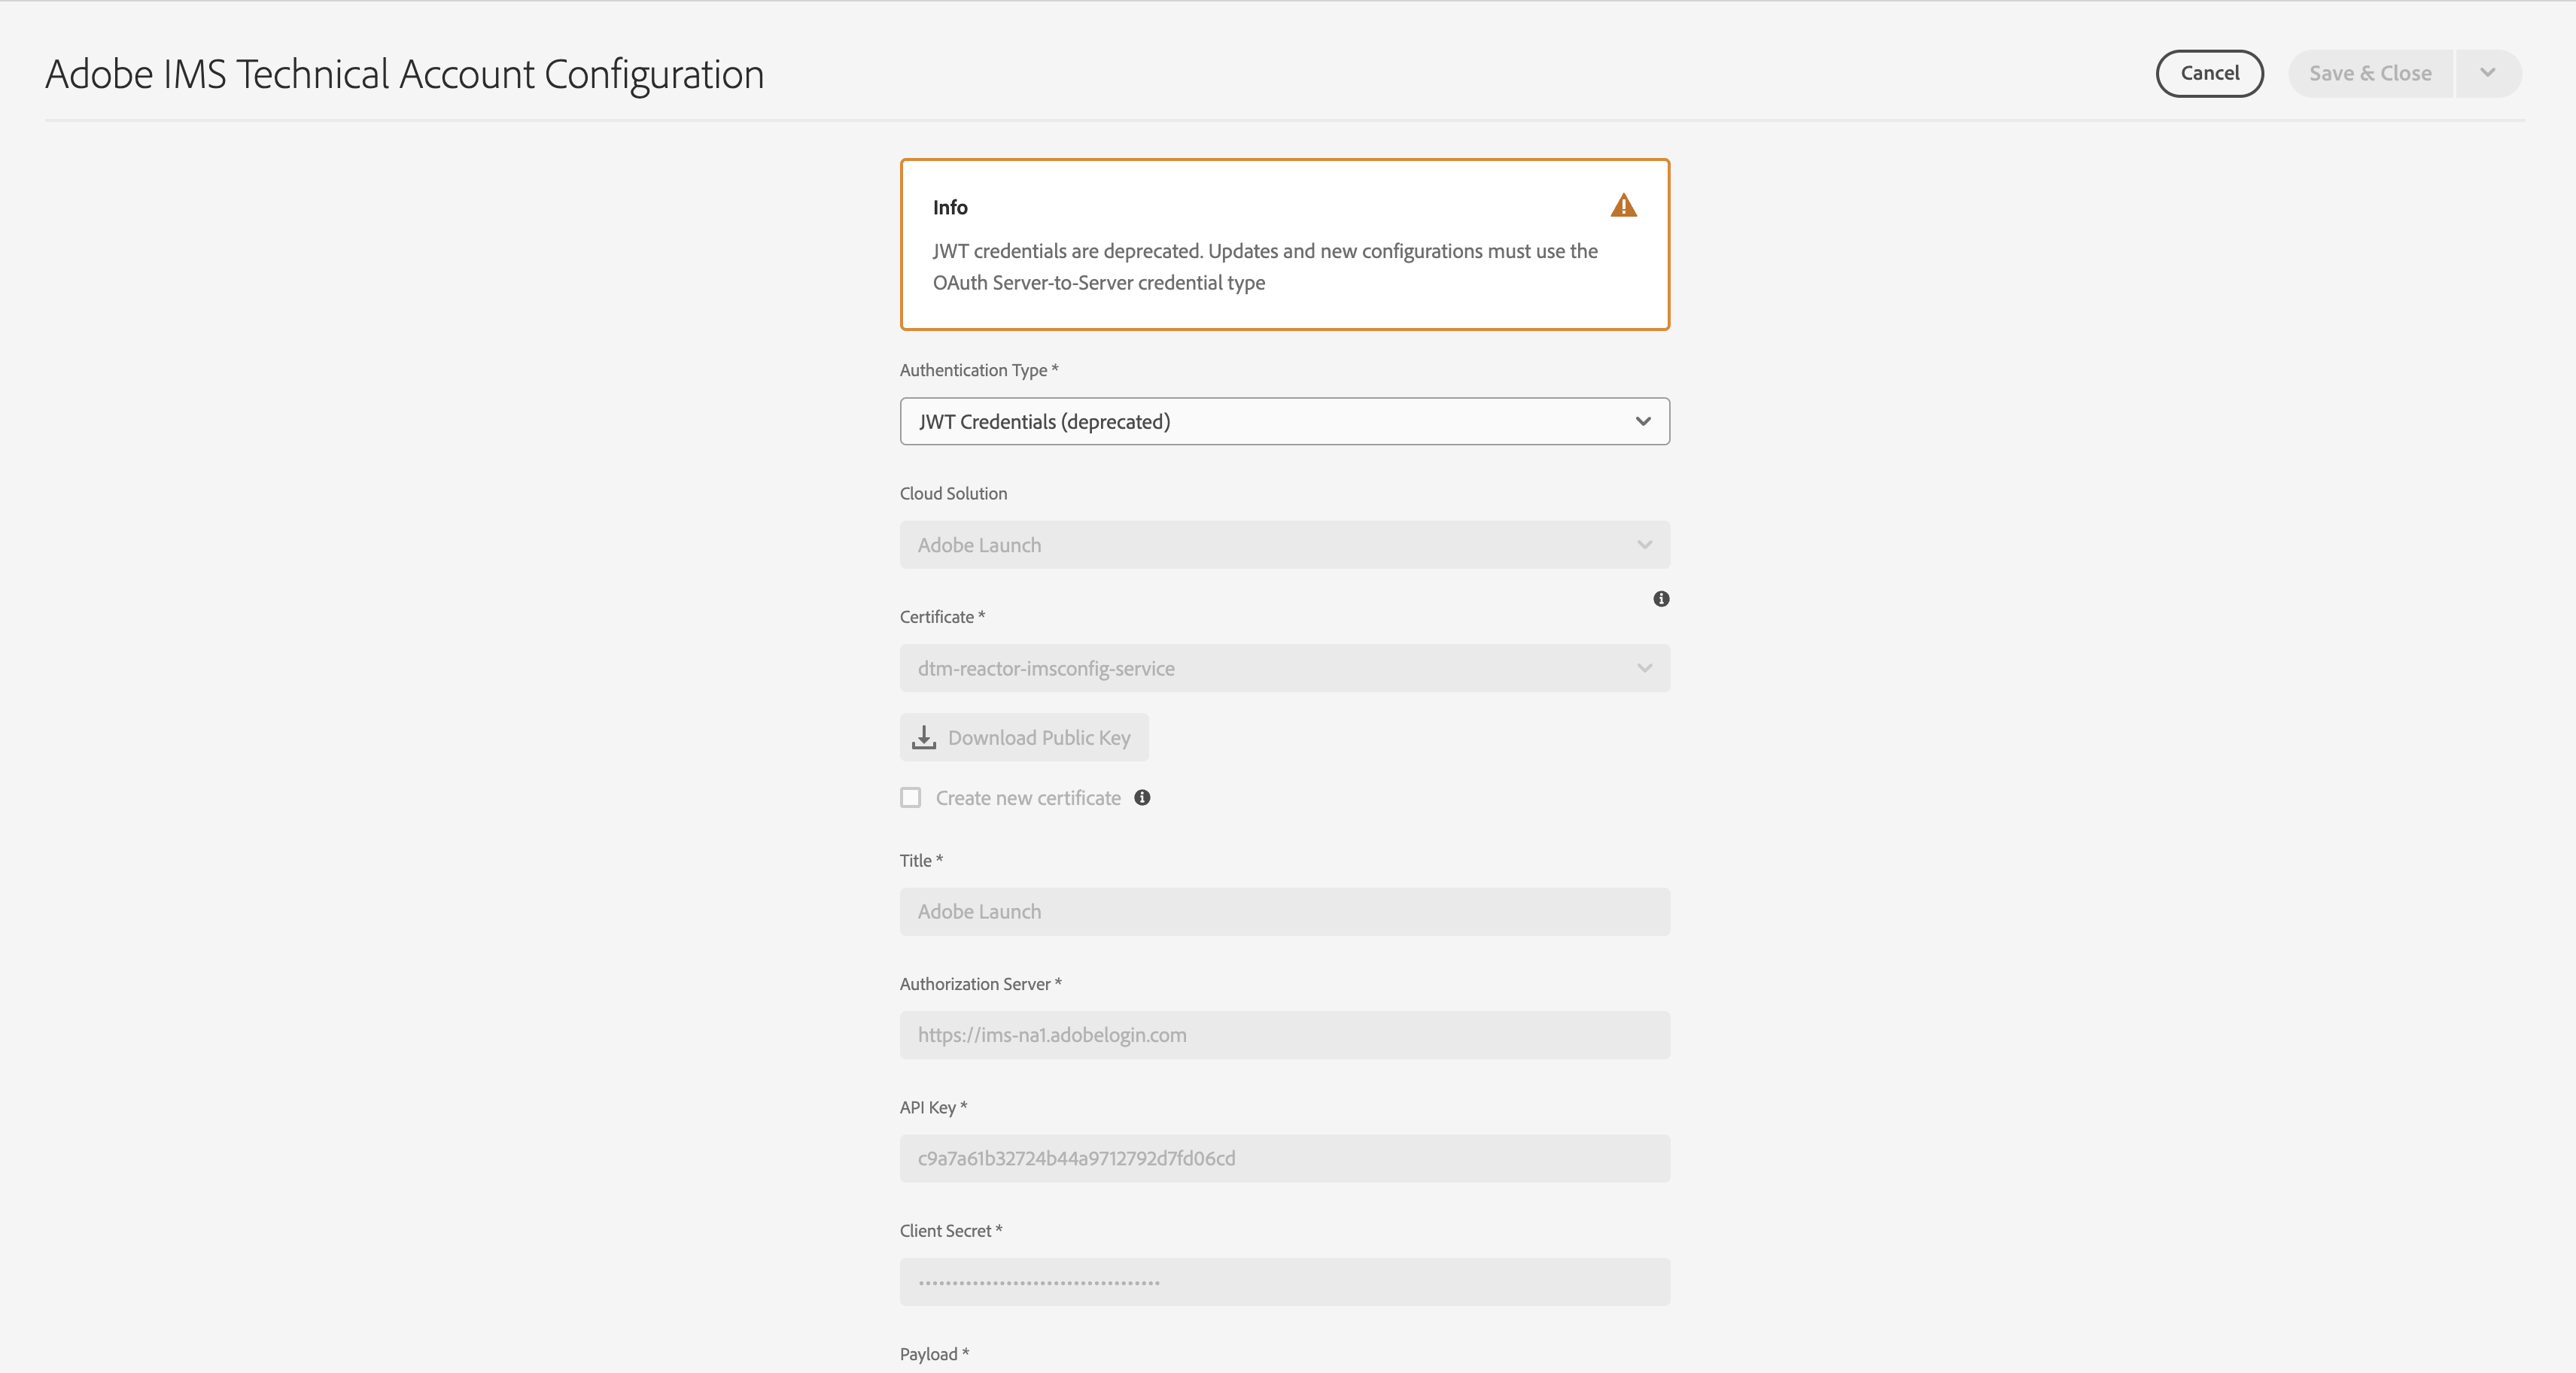 Adobe IMS Technical Account Configuration
Cancel
Save & Close
Info
JWT credentials are deprecated. Updates and new configurations must use the
OAuth Server-to-Server credential type
Authentication Type *
JWT Credentials (deprecated)
Cloud Solution
Adobe Launch
Certificate *
dtm-reactor-imsconfig-service
Download Public Key
Create new certificate
Title *
Adobe Launch
Authorization Server *
https://ims-na1.adobelogin.com
API Key *
c9a7a61b32724b44a9712792d7fd06cd
Client Secret *
••••••••••••••••••••••••••••••••••••
Payload *